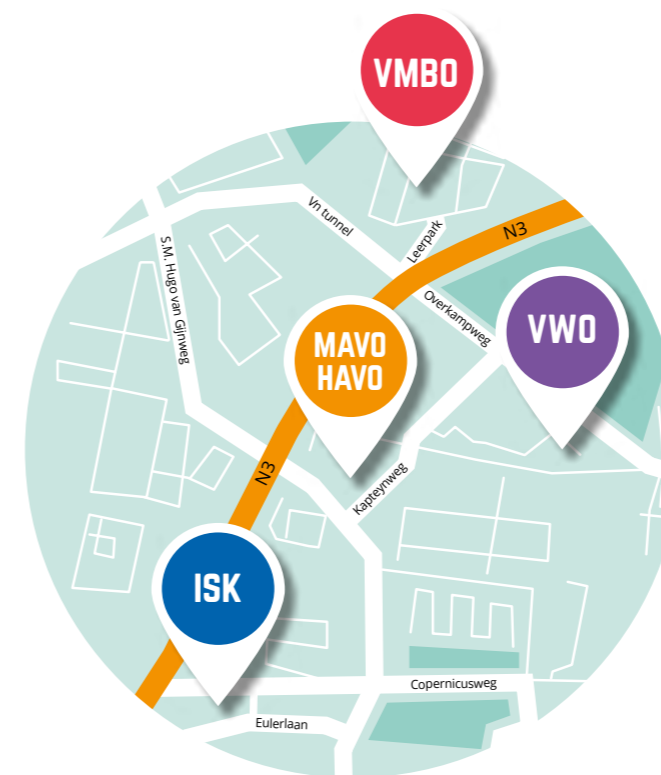 VMBO
Vn tunnel
Leerpark
N3
S.M. Hugo van Gijnweg
Overkampweg
VWO
MAVO
HAVO
N3
Kapteynweg
ISK
Copernicusweg
Eulerlaan